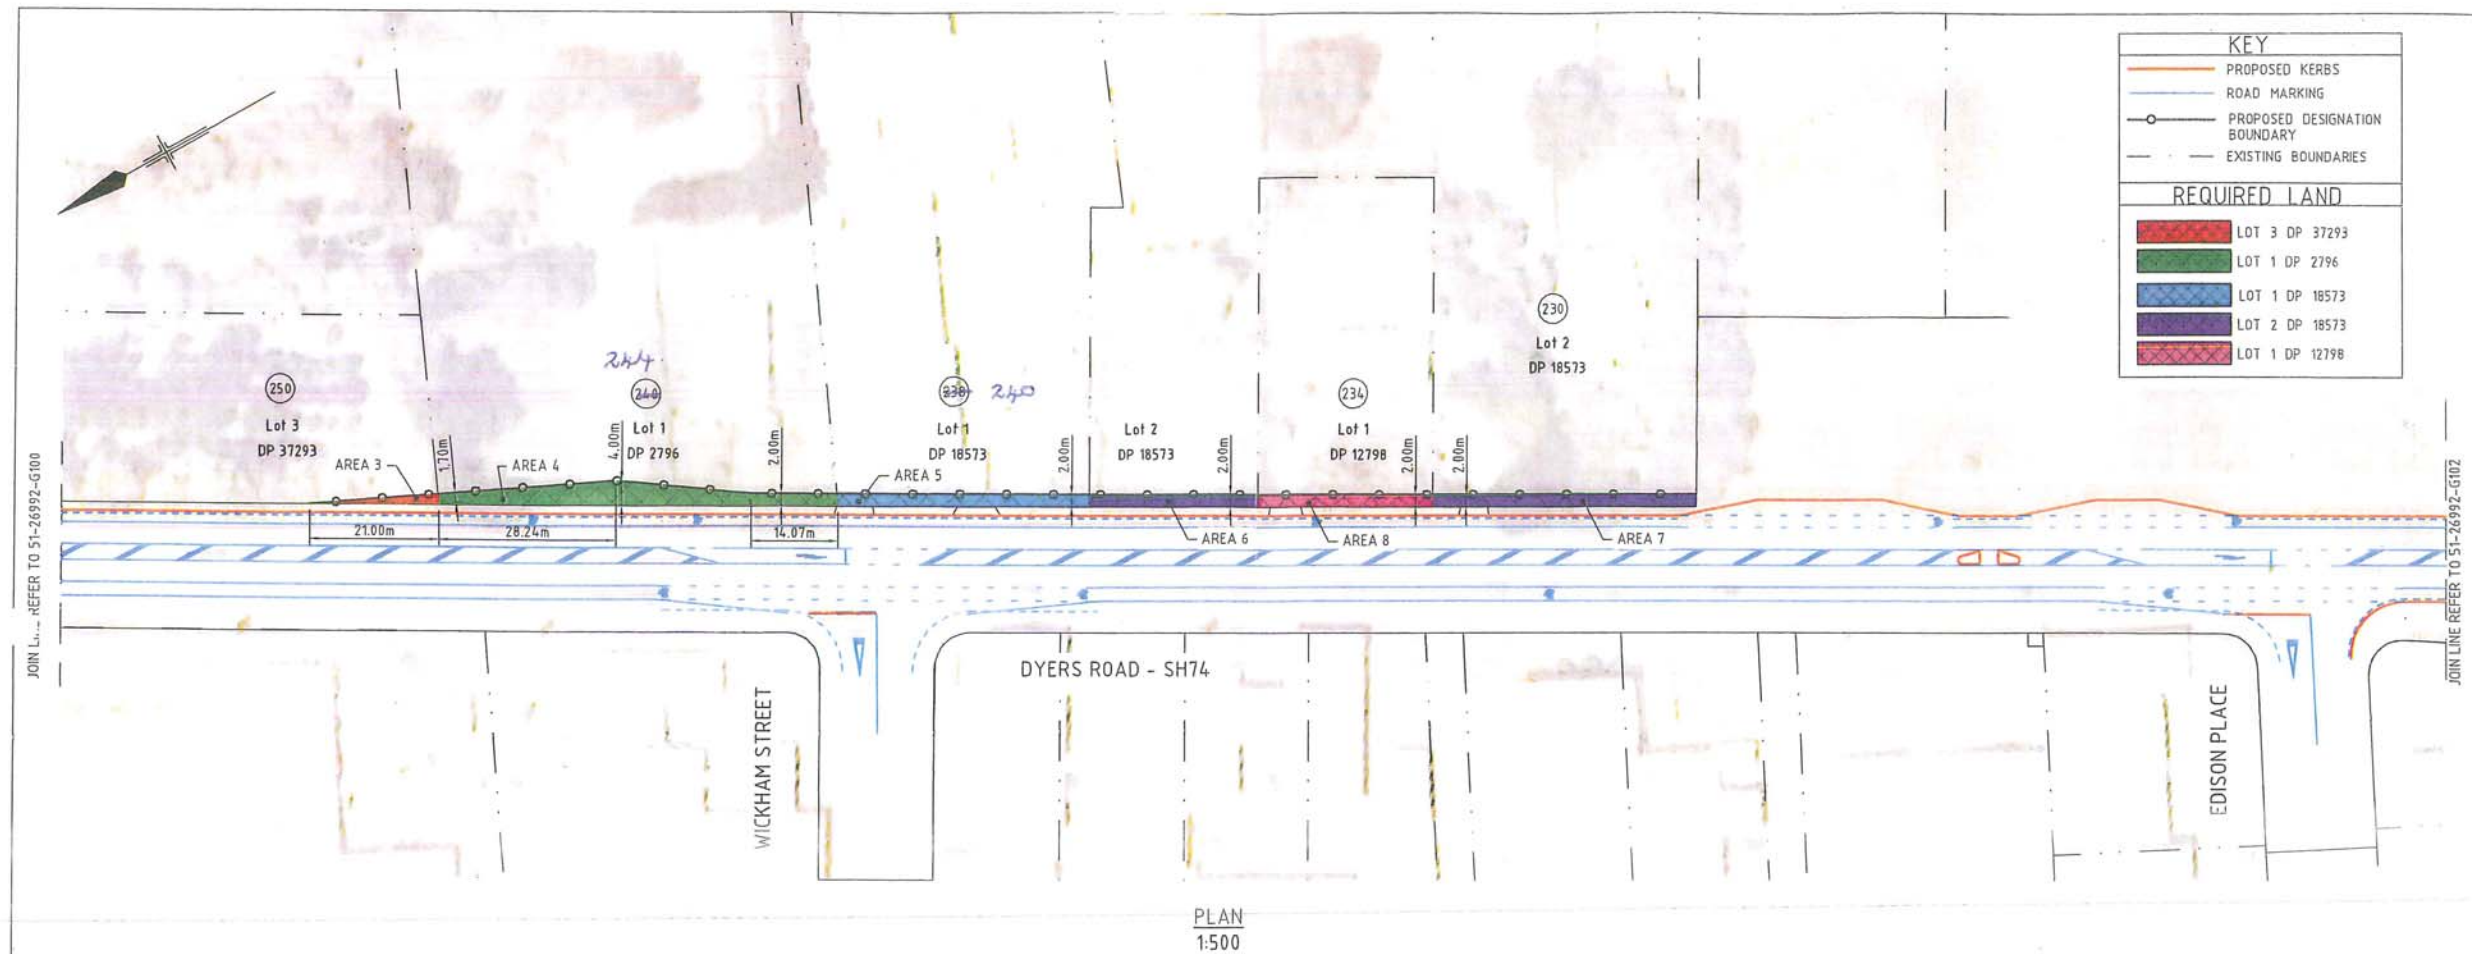 KEY
PROPOSED KERBS
ROAD MARKING
PROPOSED DESIGNATION
BOUNDARY
EXISTING BOUNDARIES
REQUIRED LAND
LOT 3 DP 37293
LOT 1 DP 2796
LOT 1 DP 18573
LOT 2 DP 18573
LOT 1 DP 12798
250
Lot 3
DP 37293
244
240
Lot 1
DP 2796
238 240
Lot 1
DP 18573
Lot 2
DP 18573
234
Lot 1
DP 12798
230
Lot 2
DP 18573
1.70m
4.00m
2.00m
2.00m
2.00m
2.00m
2.00m
AREA 3
AREA 4
AREA 5
AREA 6
AREA 8
AREA 7
21.00m
28.24m
14.07m
JOIN REFER TO 51-26992-G100
JOIN LINE REFER TO 51-26992-G102
DYERS ROAD - SH74
WICKHAM STREET
EDISON PLACE
PLAN
1:500